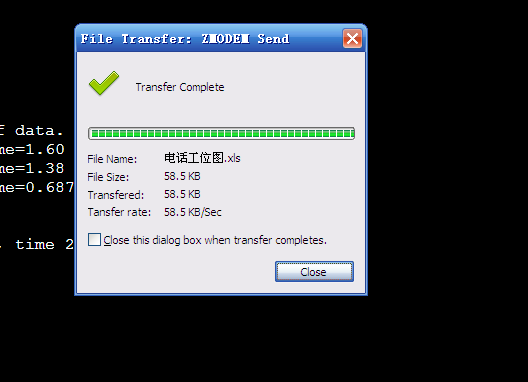 File Transfer: ZMODEM Send
Transfer Complete
f data.
me=1.60
me=1.38
me=0.687
, time 2
File Name: 电话工位图.xls
File Size: 58.5 KB
Transfered: 58.5 KB
Tansfer rate: 58.5 KB/Sec
Close this dialog box when transfer completes.
Close